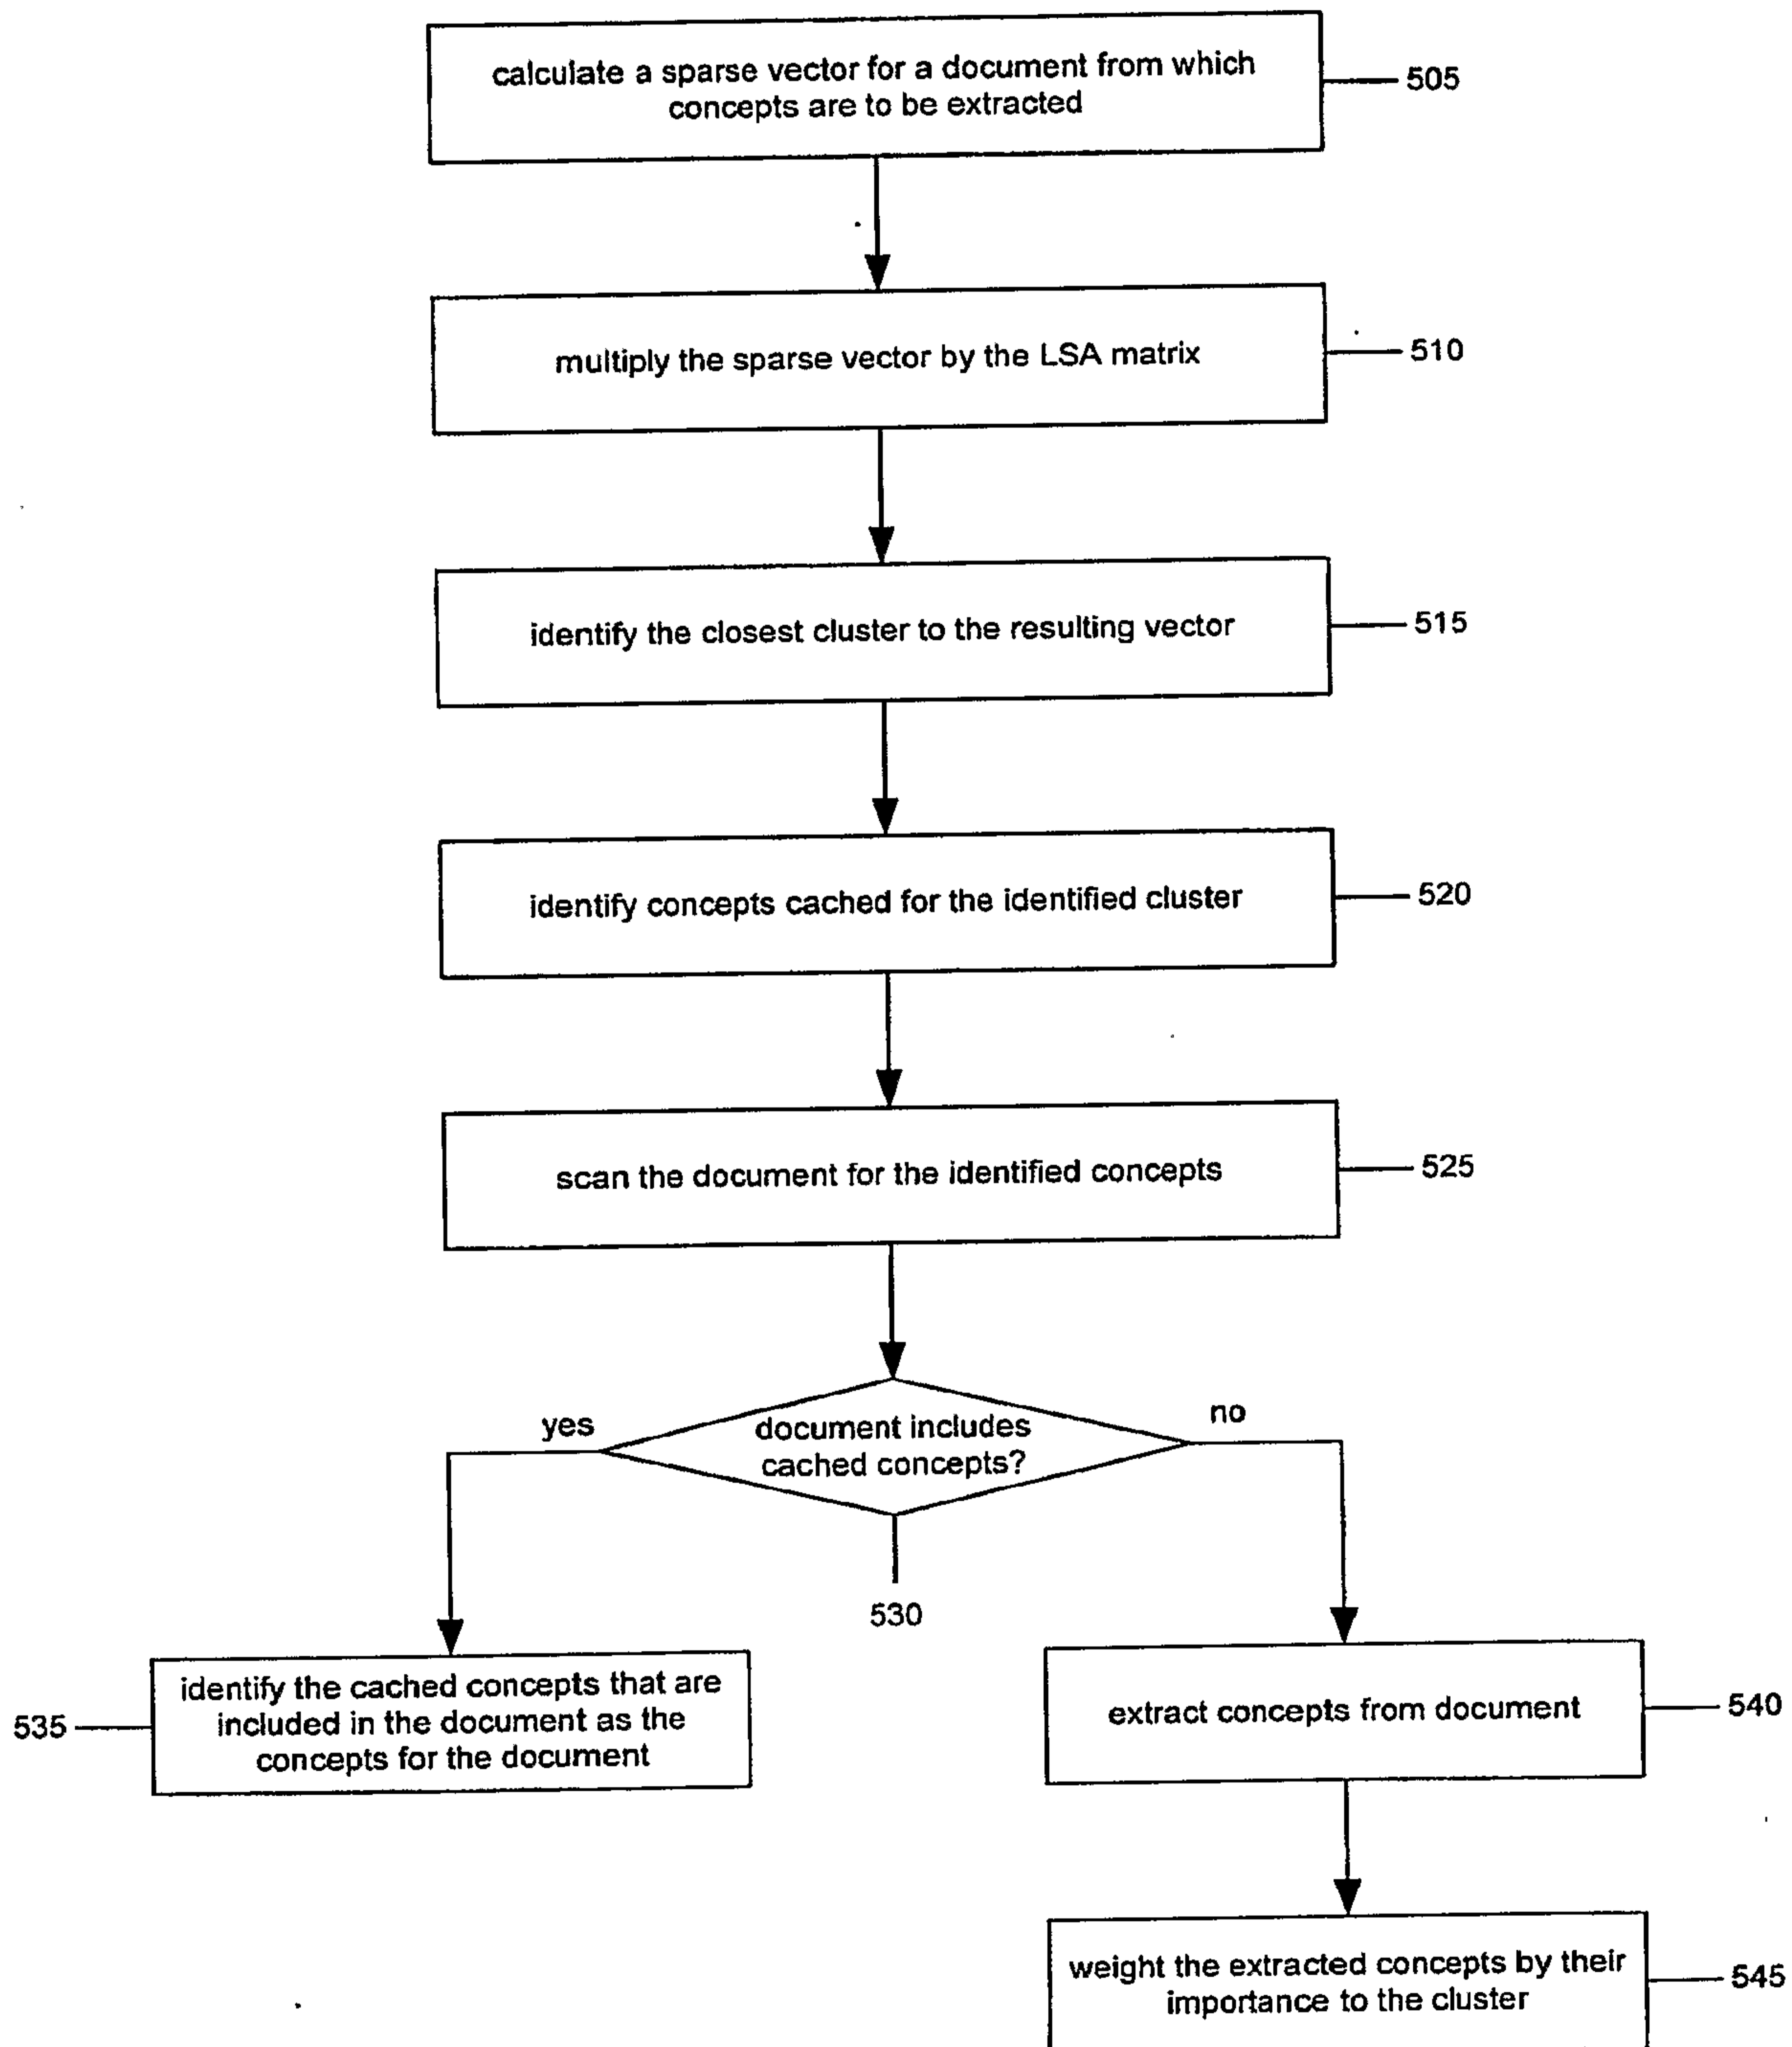 calculate a sparse vector for a document from which
concepts are to be extracted
505
multiply the sparse vector by the LSA matrix
510
identify the closest cluster to the resulting vector
515
identify concepts cached for the identified cluster
520
scan the document for the identified concepts
525
yes
document includes
cached concepts?
no
530
identify the cached concepts that are
included in the document as the
concepts for the document
535
extract concepts from document
540
weight the extracted concepts by their
importance to the cluster
545